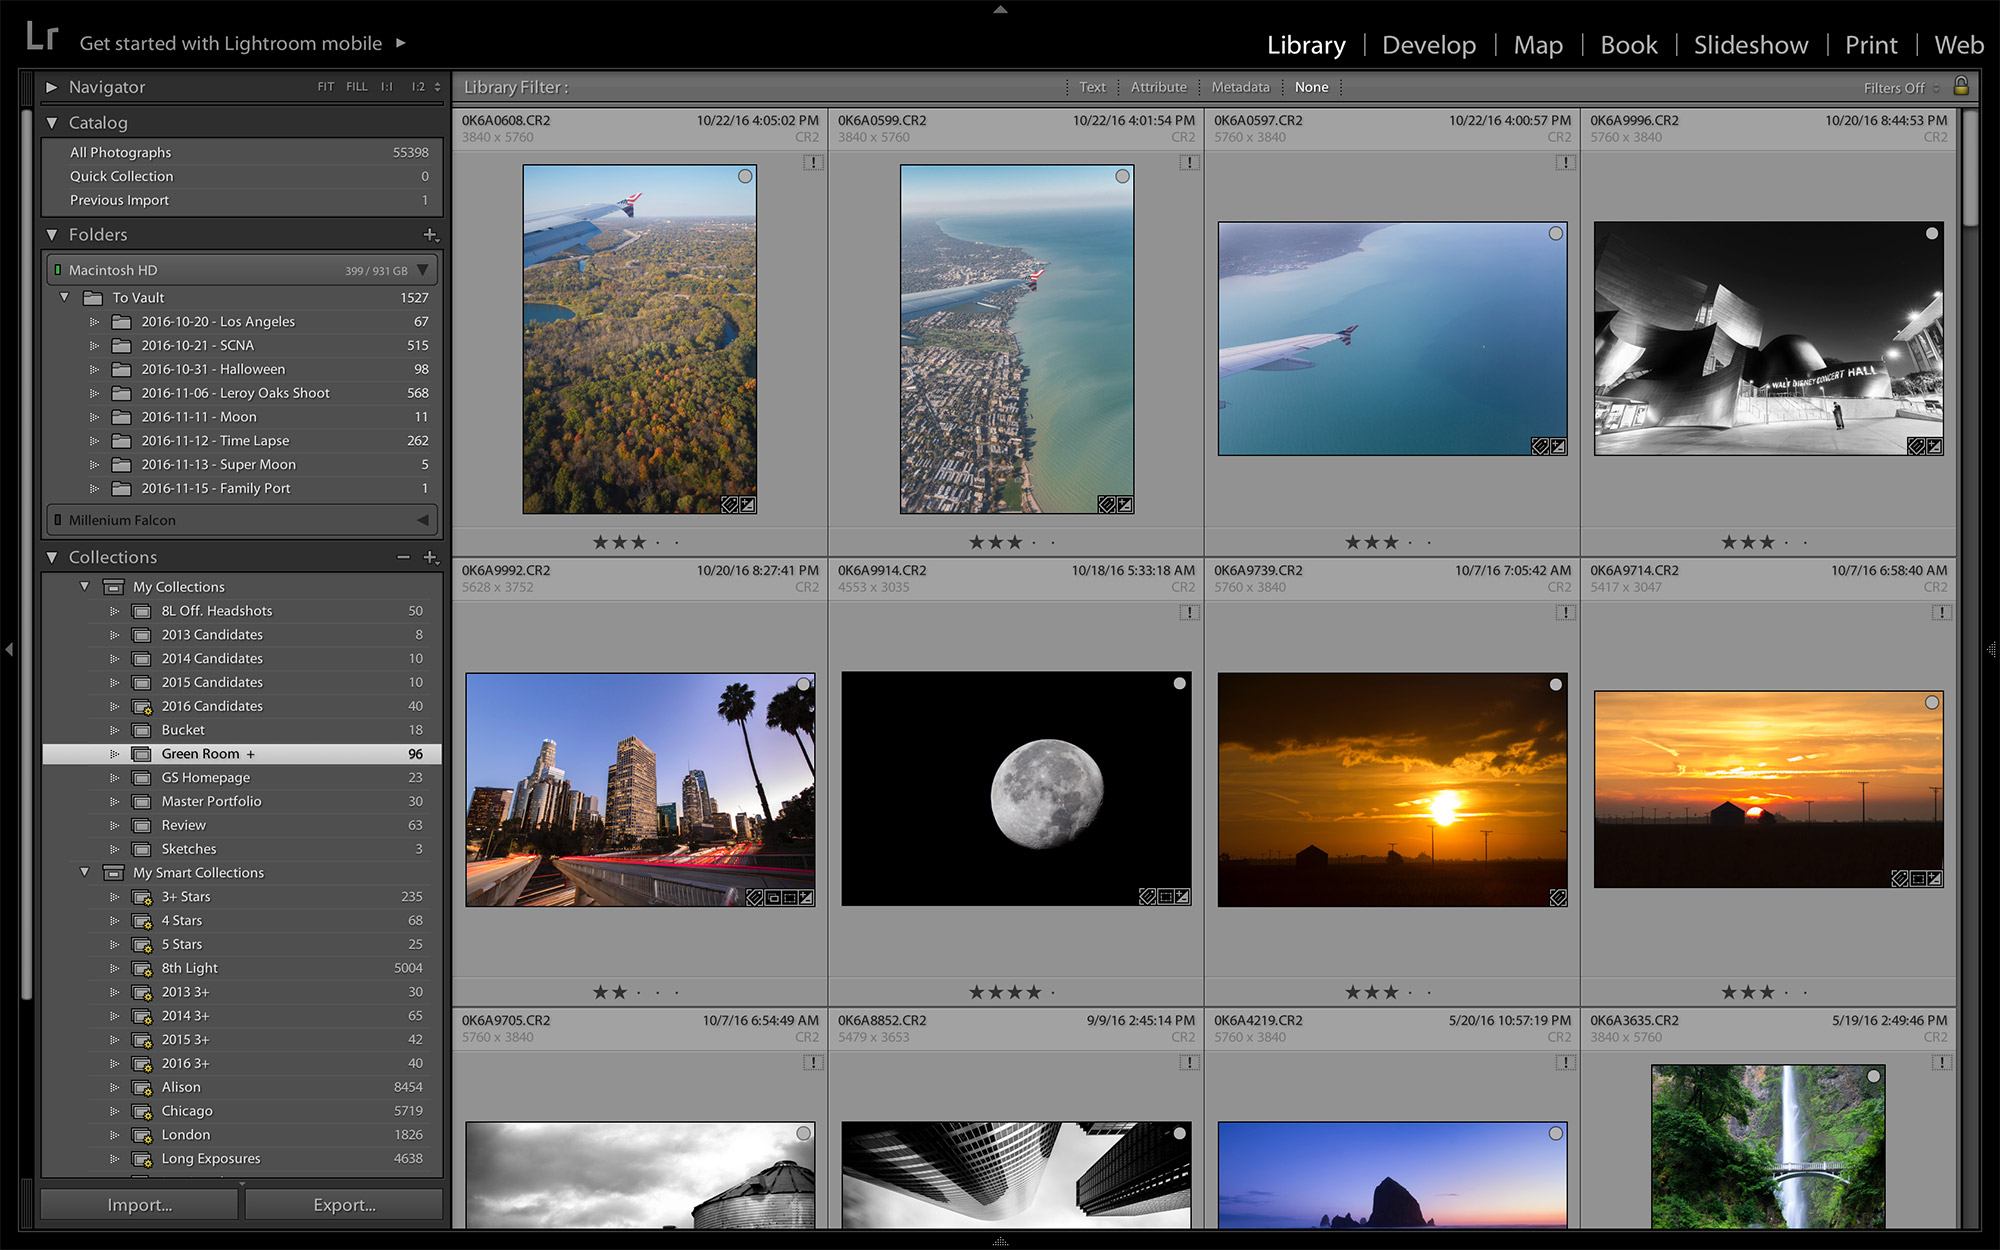 Lr Get started with Lightroom mobile
Library Develop Map Book Slideshow Print Web
Navigator FIT FILL 1:1 1:2
Catalog
All Photographs 55398
Quick Collection 0
Previous Import 1
Folders
Macintosh HD 399 / 931 GB
To Vault 1527
2016-10-20 - Los Angeles 67
2016-10-21 - SCNA 515
2016-10-31 - Halloween 98
2016-11-06 - Leroy Oaks Shoot 568
2016-11-11 - Moon 11
2016-11-12 - Time Lapse 262
2016-11-13 - Super Moon 5
2016-11-15 - Family Port 1
Millenium Falcon
Collections
My Collections
8L Off. Headshots 50
2013 Candidates 8
2014 Candidates 10
2015 Candidates 10
2016 Candidates 40
Bucket 18
Green Room + 96
GS Homepage 23
Master Portfolio 30
Review 63
Sketches 3
My Smart Collections
3+ Stars 235
4 Stars 68
5 Stars 25
8th Light 5004
2013 3+ 30
2014 3+ 65
2015 3+ 42
2016 3+ 40
Alison 8454
Chicago 5719
London 1826
Long Exposures 4638
Import... Export...
Library Filter : Text Attribute Metadata None Filters Off
0K6A0608.CR2 10/22/16 4:05:02 PM
3840 x 5760 CR2
0K6A0599.CR2 10/22/16 4:01:54 PM
3840 x 5760 CR2
0K6A0597.CR2 10/22/16 4:00:57 PM
5760 x 3840 CR2
0K6A9996.CR2 10/20/16 8:44:53 PM
5760 x 3840 CR2
WALT DISNEY CONCERT HALL
0K6A9992.CR2 10/20/16 8:27:41 PM
5628 x 3752 CR2
0K6A9914.CR2 10/18/16 5:33:18 AM
4553 x 3035 CR2
0K6A9739.CR2 10/7/16 7:05:42 AM
5760 x 3840 CR2
0K6A9714.CR2 10/7/16 6:58:40 AM
5417 x 3047 CR2
0K6A9705.CR2 10/7/16 6:54:49 AM
5760 x 3840 CR2
0K6A8852.CR2 9/9/16 2:45:14 PM
5479 x 3653 CR2
0K6A4219.CR2 5/20/16 10:57:19 PM
5760 x 3840 CR2
0K6A3635.CR2 5/19/16 2:49:46 PM
3840 x 5760 CR2